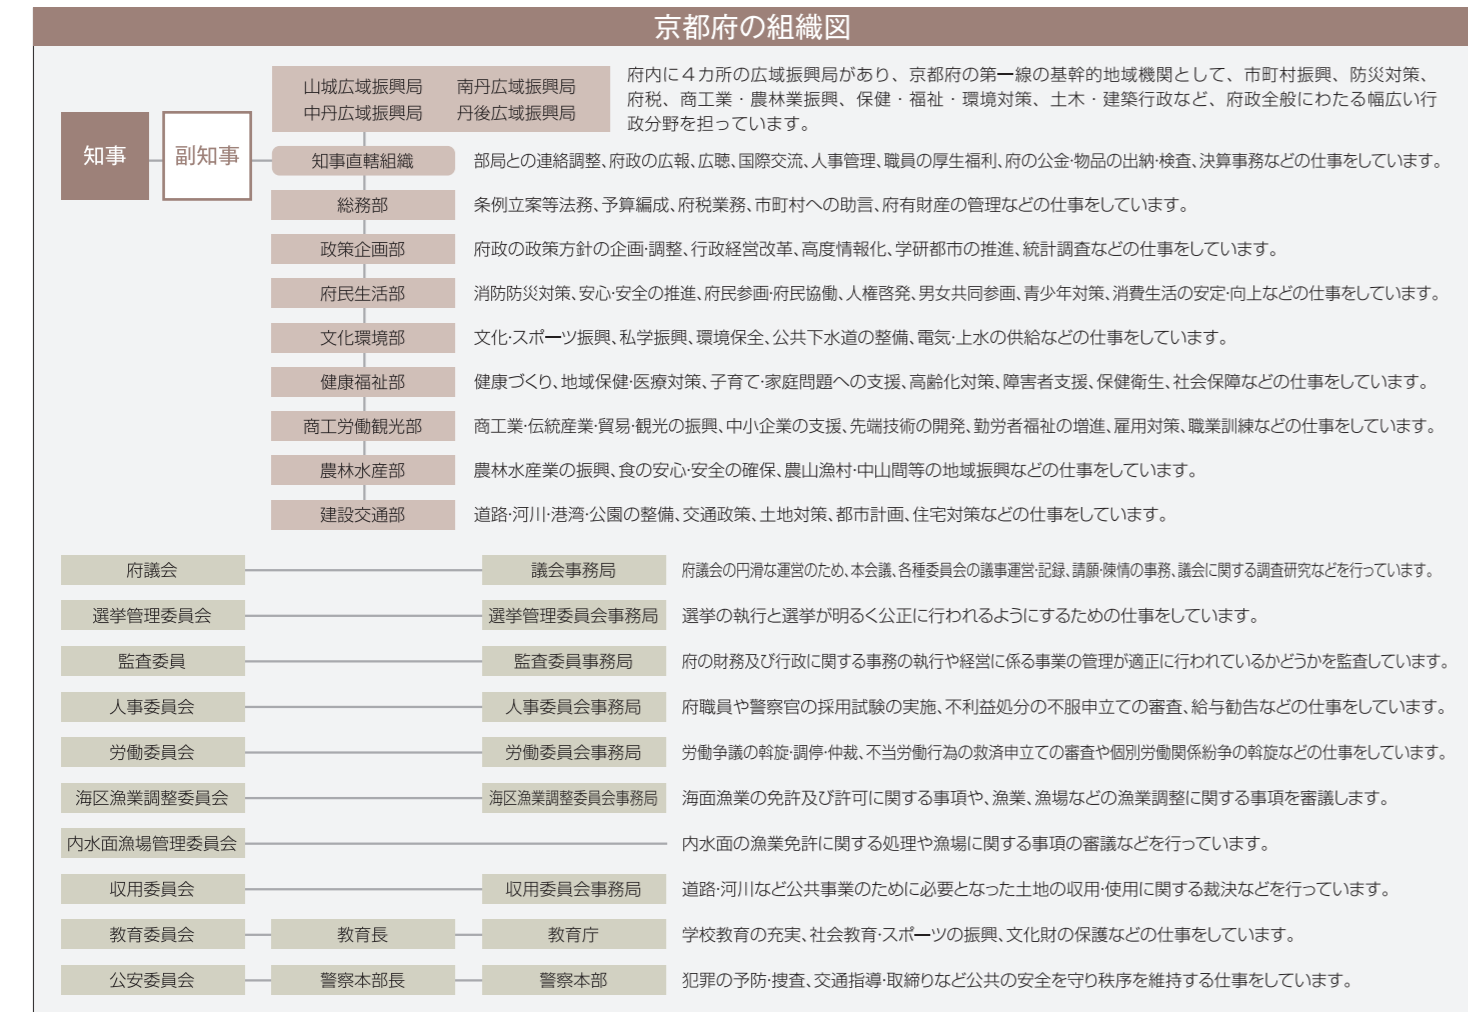 京都府の組織図
山城広域振興局 南丹広域振興局
中丹広域振興局 丹後広域振興局
府内に４カ所の広域振興局があり、京都府の第一線の基幹的地域機関として、市町村振興、防災対策、
府税、商工業・農林業振興、保健・福祉・環境対策、土木・建築行政など、府政全般にわたる幅広い行
政分野を担っています。
知事
副知事
知事直轄組織
部局との連絡調整、府政の広報、広聴、国際交流、人事管理、職員の厚生福利、府の公金・物品の出納・検査、決算事務などの仕事をしています。
総務部
条例立案等法務、予算編成、府税業務、市町村への助言、府有財産の管理などの仕事をしています。
政策企画部
府政の政策方針の企画・調整、行政経営改革、高度情報化、学研都市の推進、統計調査などの仕事をしています。
府民生活部
消防防災対策、安心・安全の推進、府民参画・府民協働、人権啓発、男女共同参画、青少年対策、消費生活の安定・向上などの仕事をしています。
文化環境部
文化・スポーツ振興、私学振興、環境保全、公共下水道の整備、電気・上水の供給などの仕事をしています。
健康福祉部
健康づくり、地域保健・医療対策、子育て・家庭問題への支援、高齢化対策、障害者支援、保健衛生、社会保障などの仕事をしています。
商工労働観光部
商工業・伝統産業・貿易・観光の振興、中小企業の支援、先端技術の開発、勤労者福祉の増進、雇用対策、職業訓練などの仕事をしています。
農林水産部
農林水産業の振興、食の安心・安全の確保、農山漁村・中山間等の地域振興などの仕事をしています。
建設交通部
道路・河川・港湾・公園の整備、交通政策、土地対策、都市計画、住宅対策などの仕事をしています。
府議会
議会事務局
府議会の円滑な運営のため、本会議、各種委員会の議事運営・記録、請願・陳情の事務、議会に関する調査研究などを行っています。
選挙管理委員会
選挙管理委員会事務局
選挙の執行と選挙が明るく公正に行われるようにするための仕事をしています。
監査委員
監査委員事務局
府の財務及び行政に関する事務の執行や経営に係る事業の管理が適正に行われているかどうかを監査しています。
人事委員会
人事委員会事務局
府職員や警察官の採用試験の実施、不利益処分の不服申立ての審査、給与勧告などの仕事をしています。
労働委員会
労働委員会事務局
労働争議の斡旋・調停・仲裁、不当労働行為の救済申立ての審査や個別労働関係紛争の斡旋などの仕事をしています。
海区漁業調整委員会
海区漁業調整委員会事務局
海面漁業の免許及び許可に関する事項や、漁業、漁場などの漁業調整に関する事項を審議します。
内水面漁場管理委員会
内水面の漁業免許に関する処理や漁場に関する事項の審議などを行っています。
収用委員会
収用委員会事務局
道路・河川など公共事業のために必要となった土地の収用・使用に関する裁決などを行っています。
教育委員会
教育長
教育庁
学校教育の充実、社会教育・スポーツの振興、文化財の保護などの仕事をしています。
公安委員会
警察本部長
警察本部
犯罪の予防・捜査、交通指導・取締りなど公共の安全を守り秩序を維持する仕事をしています。